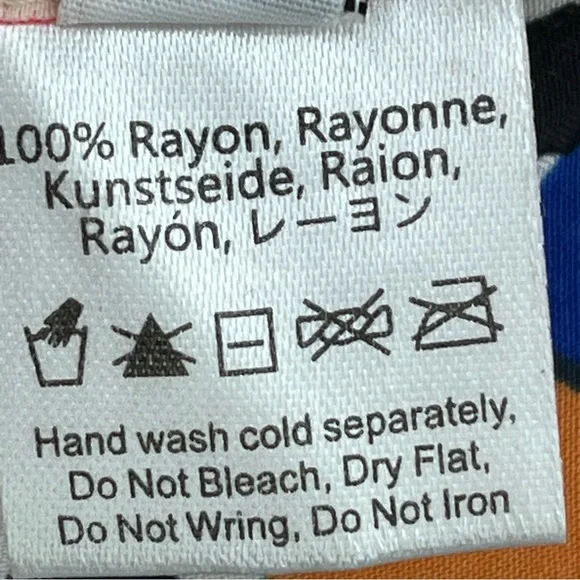 100% Rayon, Rayonne,
Kunstseide, Raion,
Rayón, レーヨン
Hand wash cold separately,
Do Not Bleach, Dry Flat,
Do Not Wring, Do Not Iron